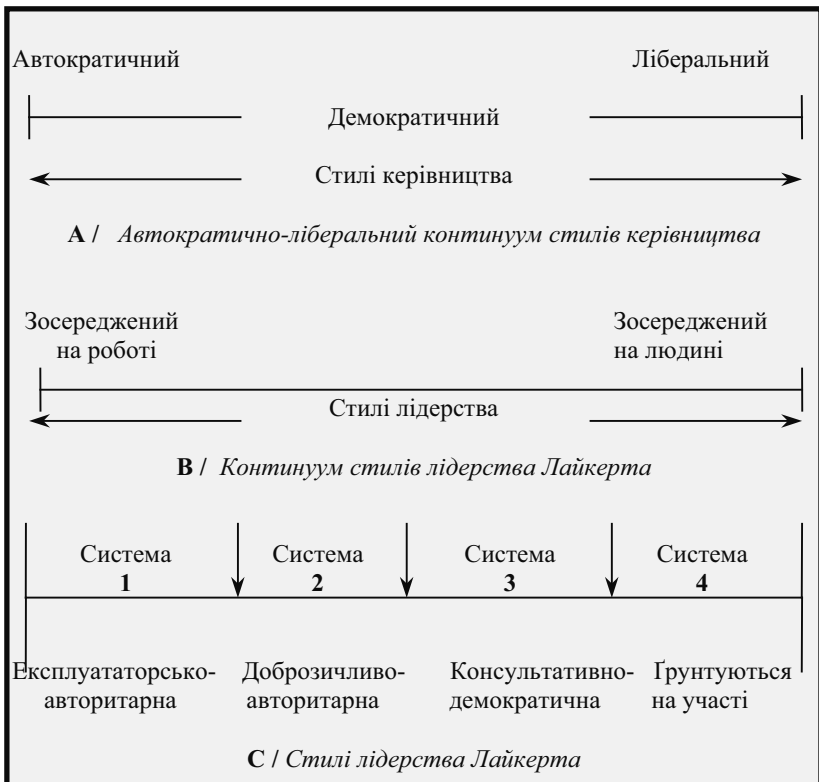 Автократичний Ліберальний
Демократичний
Стилі керівництва
А / Автократично-ліберальний континуум стилів керівництва
Зосереджений Зосереджений
на роботі на людині
Стилі лідерства
В / Континуум стилів лідерства Лайкерта
Система Система Система Система
1 2 3 4
Експлуататорсько- Доброзичливо- Консультативно- Ґрунтуються
авторитарна авторитарна демократична на участі
С / Стилі лідерства Лайкерта